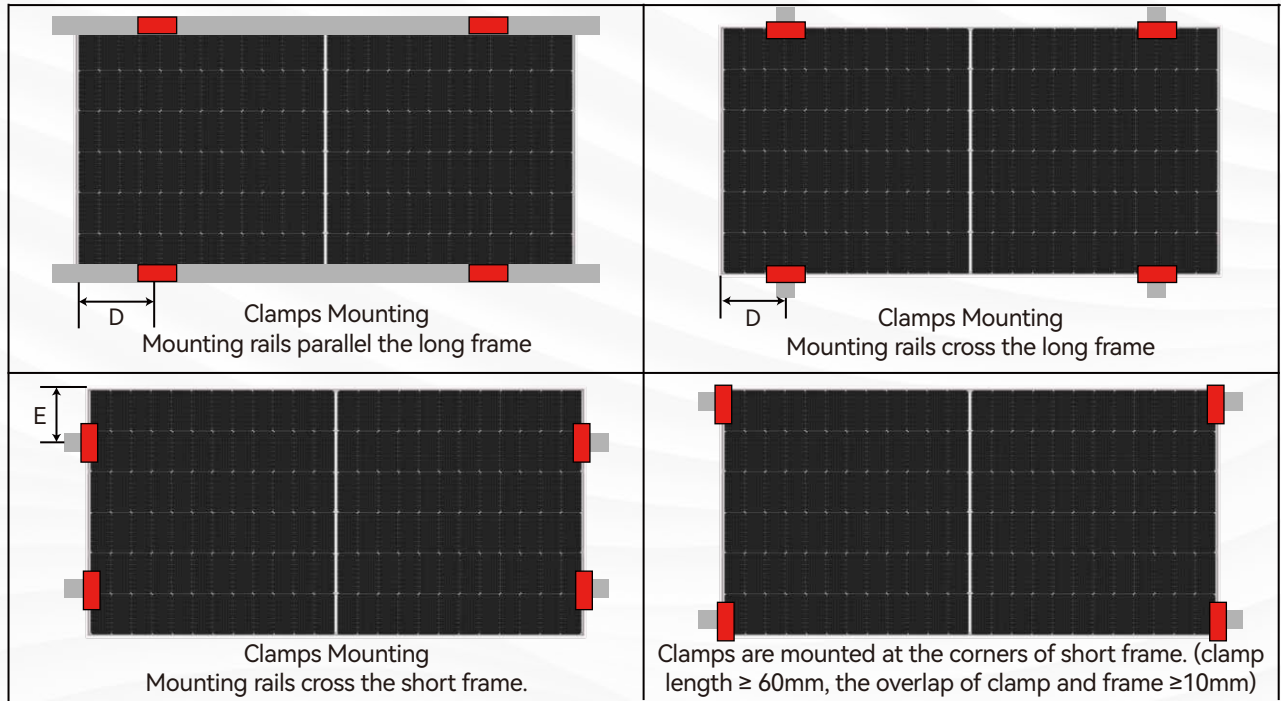 D
Clamps Mounting
Mounting rails parallel the long frame
D
Clamps Mounting
Mounting rails cross the long frame
E
Clamps Mounting
Mounting rails cross the short frame.
Clamps are mounted at the corners of short frame. (clamp
length ≥ 60mm, the overlap of clamp and frame ≥10mm)